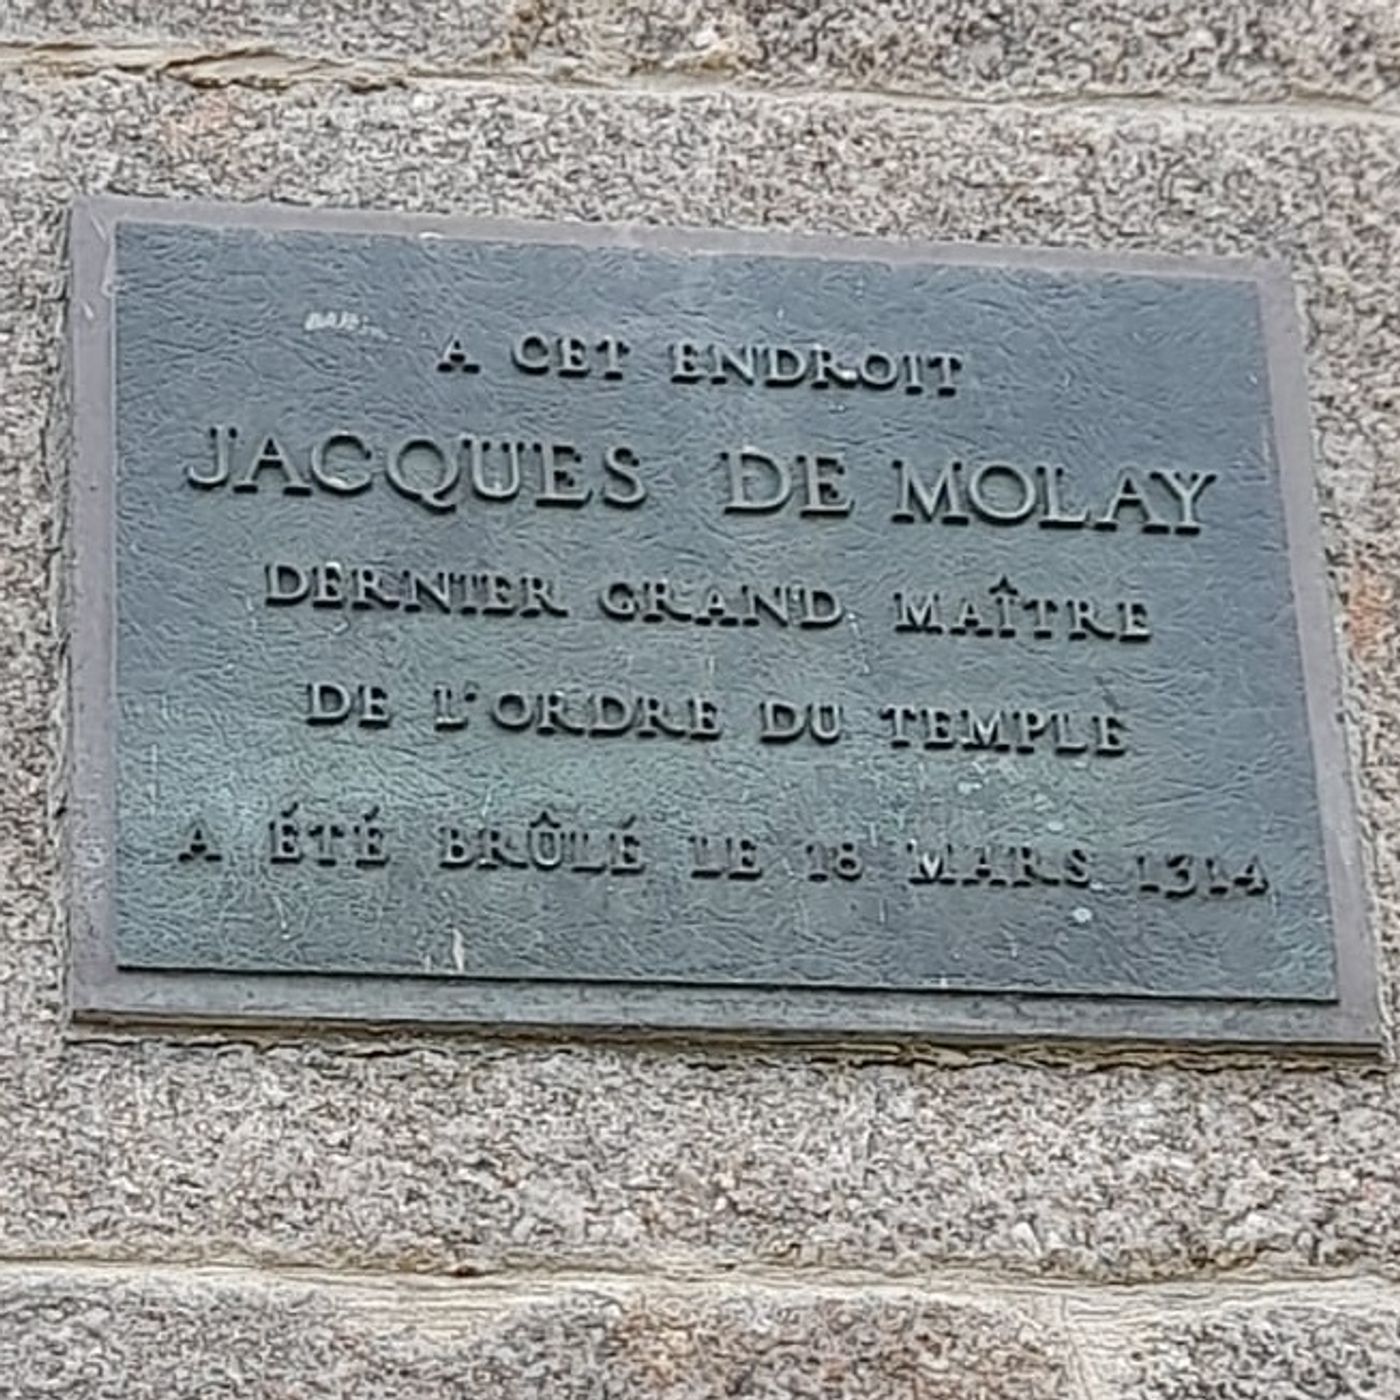 A CET ENDROIT
JACQUES DE MOLAY
DERNIER GRAND MAÎTRE
DE L'ORDRE DU TEMPLE
A ÉTÉ BRÛLÉ LE 18 MARS 1314